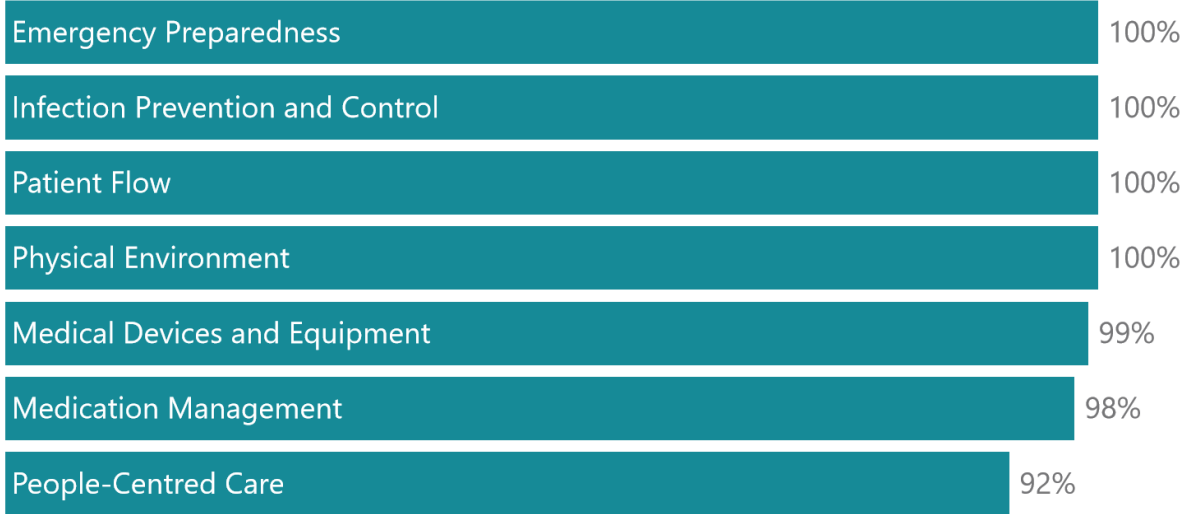 Emergency Preparedness 100%
Infection Prevention and Control 100%
Patient Flow 100%
Physical Environment 100%
Medical Devices and Equipment 99%
Medication Management 98%
People-Centred Care 92%